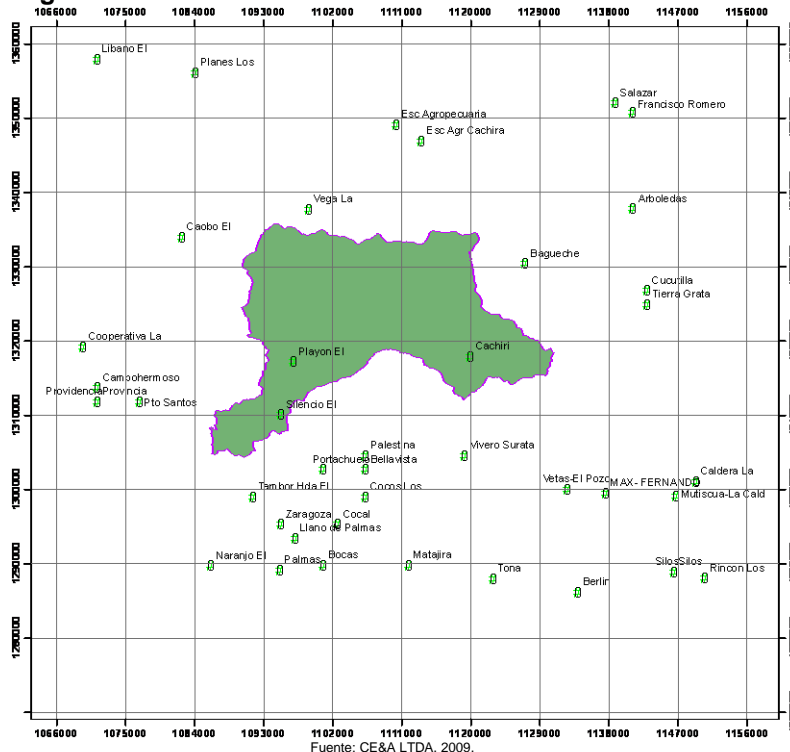 1066000 1075000 1084000 1093000 1102000 1111000 1120000 1129000 1138000 1147000 1156000
1360000
Libano El
Planes Los
Salazar
Francisco Romero
Esc Agropecuaria
1350000
Esc Agr Cachira
1340000
Vega La
Arboledas
Caobo El
Bagueche
1330000
Cucutilla
Tierra Grata
1320000
Cooperativa La
Playon El
Cachiri
Campohermoso
Providencia Provincia
Pto Santos
Silencio El
1310000
Palestina
Vivero Surata
Portachuelo Bellavista
Caldera La
Vetas-El Pozo
MAX- FERNANDO
Tambor Hda El
Cocos Los
Mutiscua-La Cald
1300000
Zaragoza
Cocal
Llano de Palmas
Naranjo El
Palmas
Bocas
Matajira
Silos Silos
1290000
Tona
Rincon Los
Berlin
1280000
1066000 1075000 1084000 1093000 1102000 1111000 1120000 1129000 1138000 1147000 1156000
Fuente: CE&A LTDA, 2009.